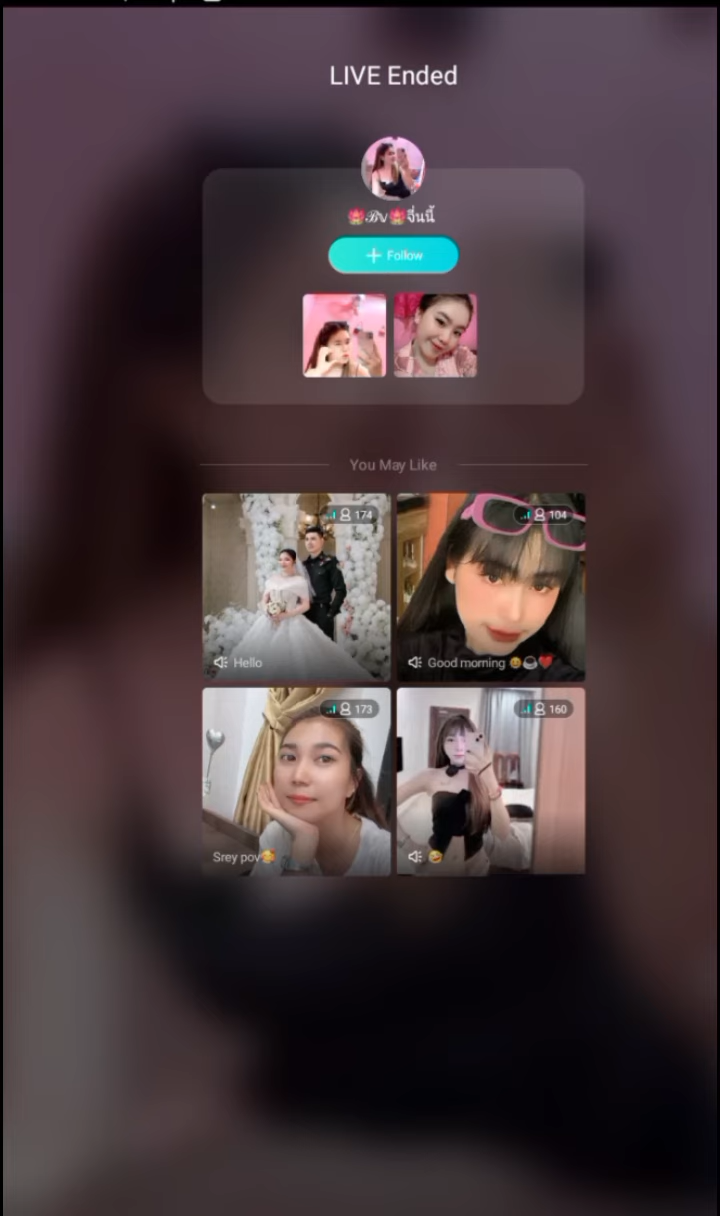 LIVE Ended
🪷ℬ𝓋🪷จี่นนี้
Follow
You May Like
174
104
Hello
Good morning 😆☕❤️
173
160
Srey pov🥰
🤣